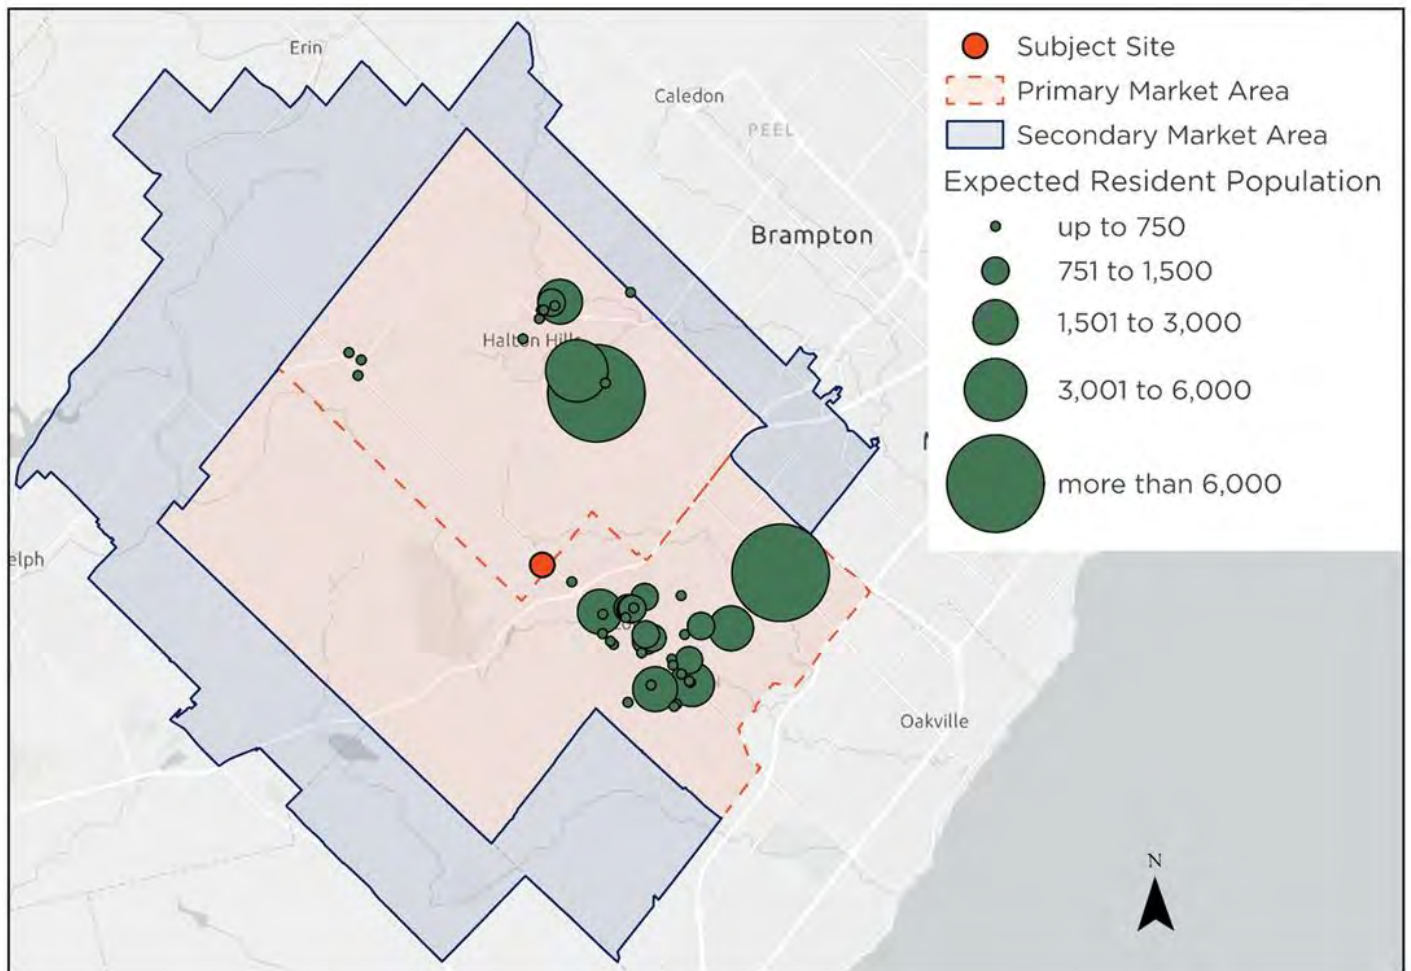 Erin
Caledon
PEEL
Brampton
Halton Hills
elph
Oakville
N
Subject Site
Primary Market Area
Secondary Market Area
Expected Resident Population
up to 750
751 to 1,500
1,501 to 3,000
3,001 to 6,000
more than 6,000